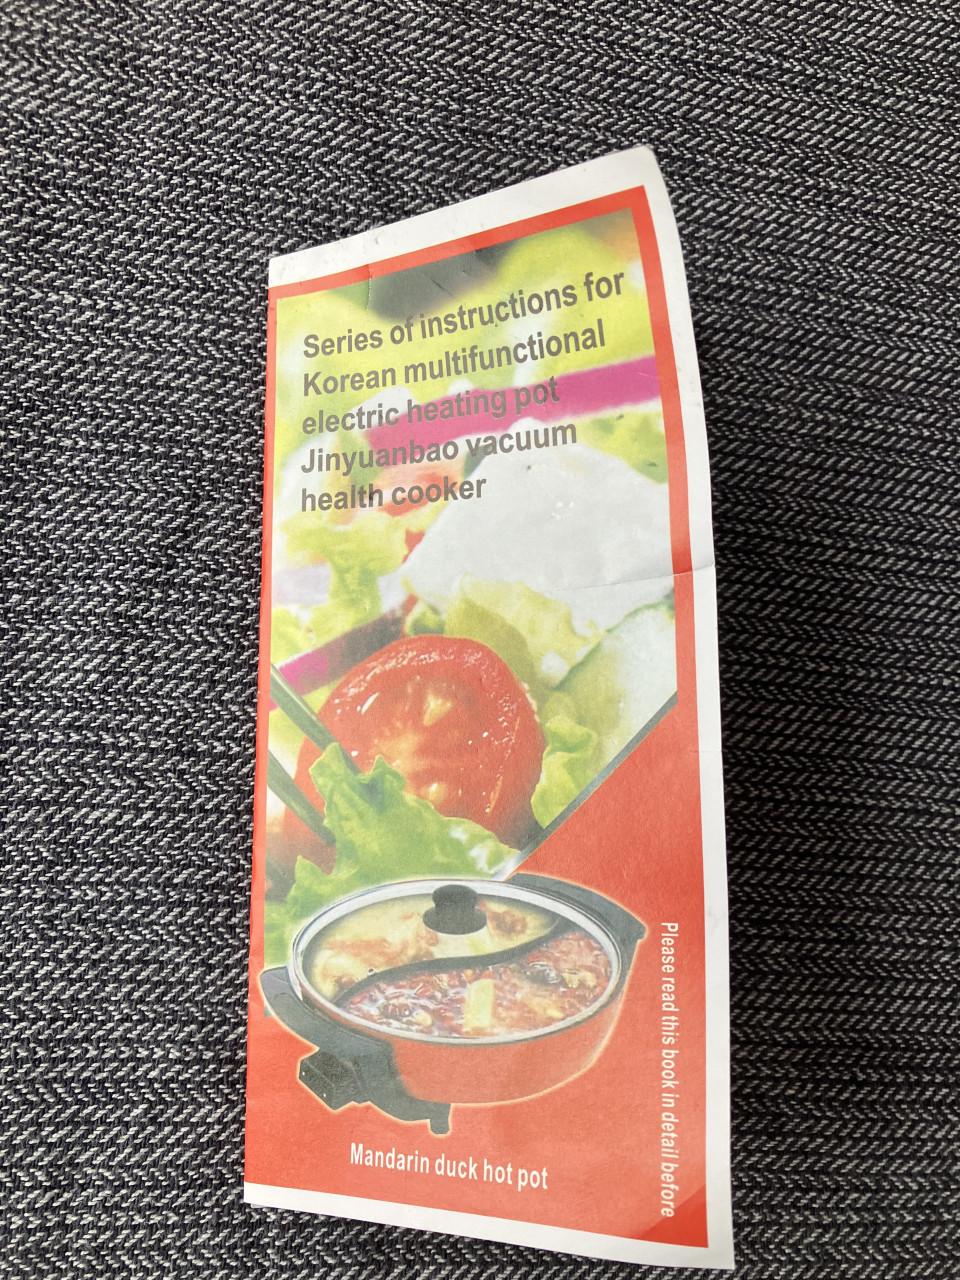 Series of instructions for
Korean multifunctional
electric heating pot
Jinyuanbao vacuum
health cooker
Please read this book in detail before
Mandarin duck hot pot